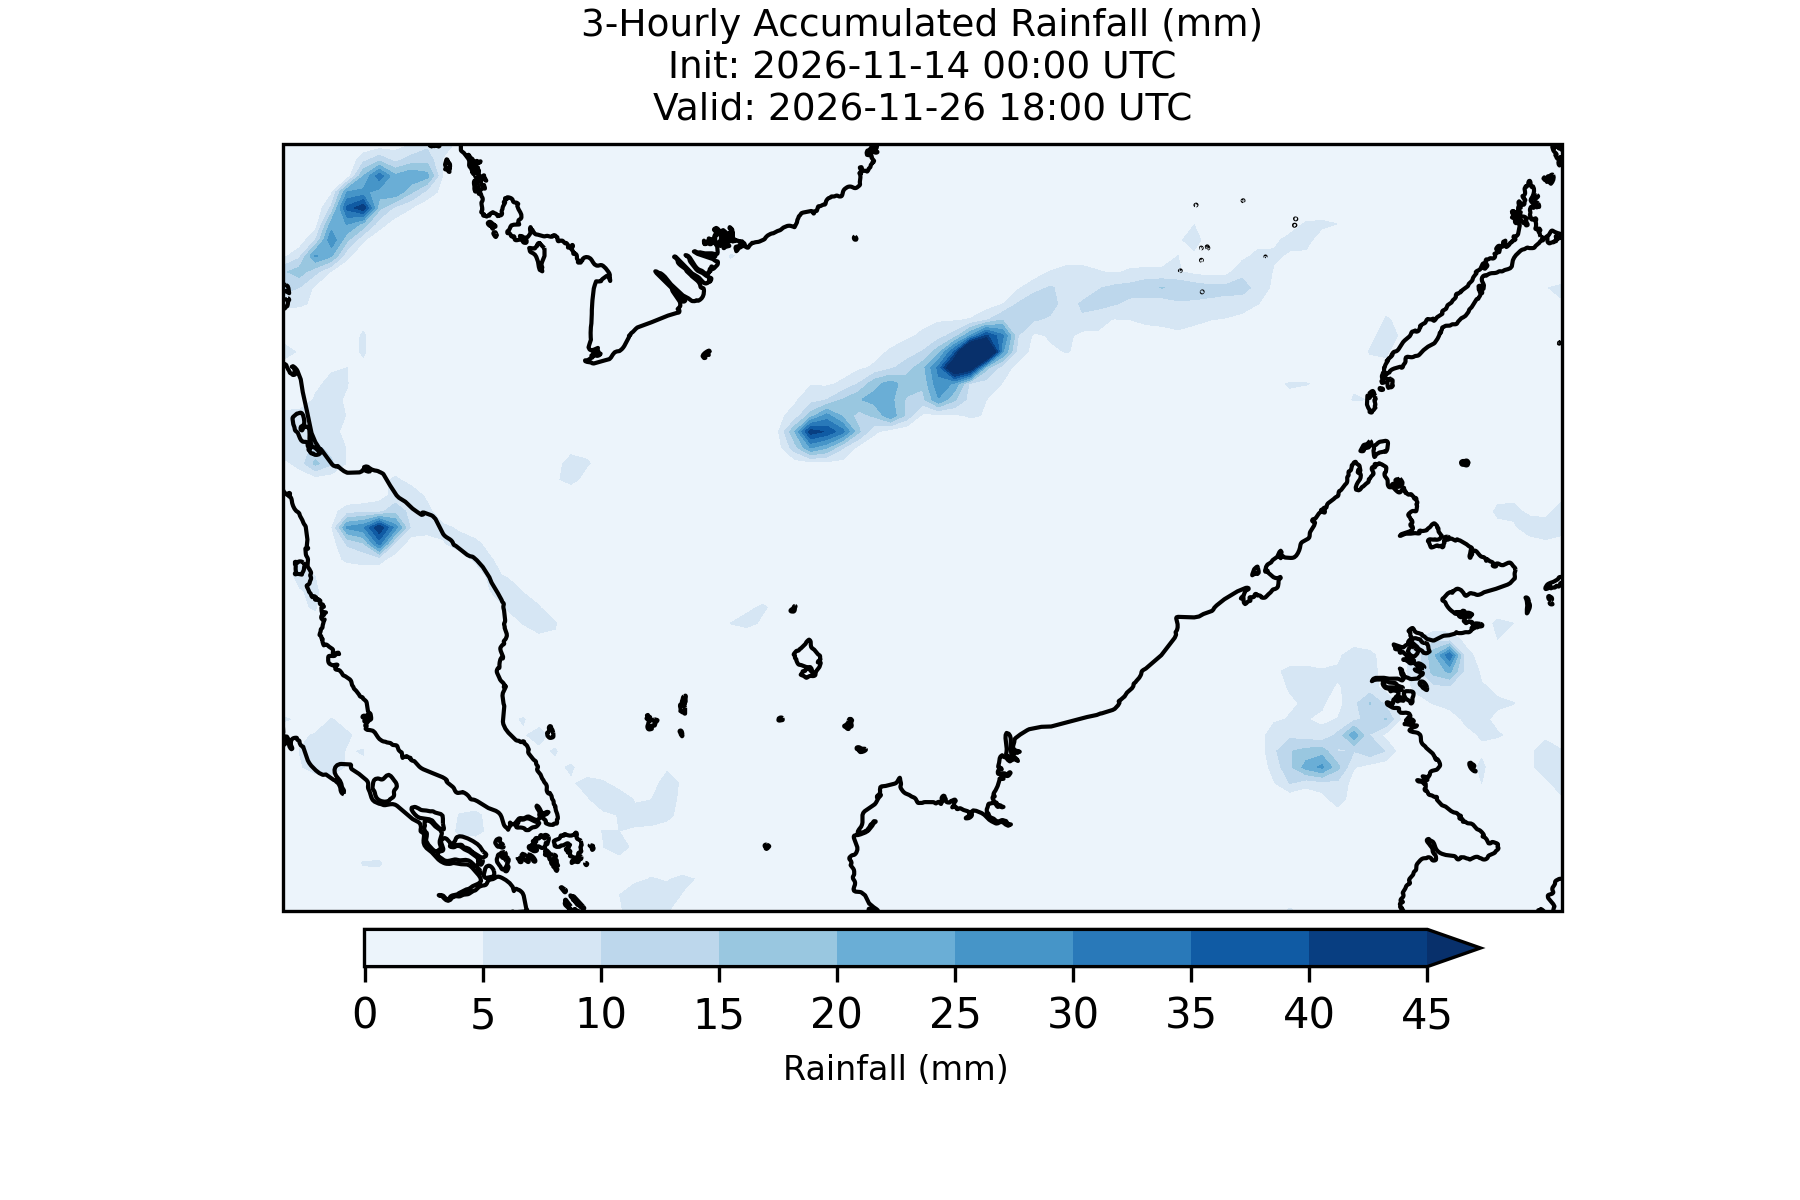 3-Hourly Accumulated Rainfall (mm)
Init: 2026-11-14 00:00 UTC
Valid: 2026-11-26 18:00 UTC
0 5 10 15 20 25 30 35 40 45
Rainfall (mm)